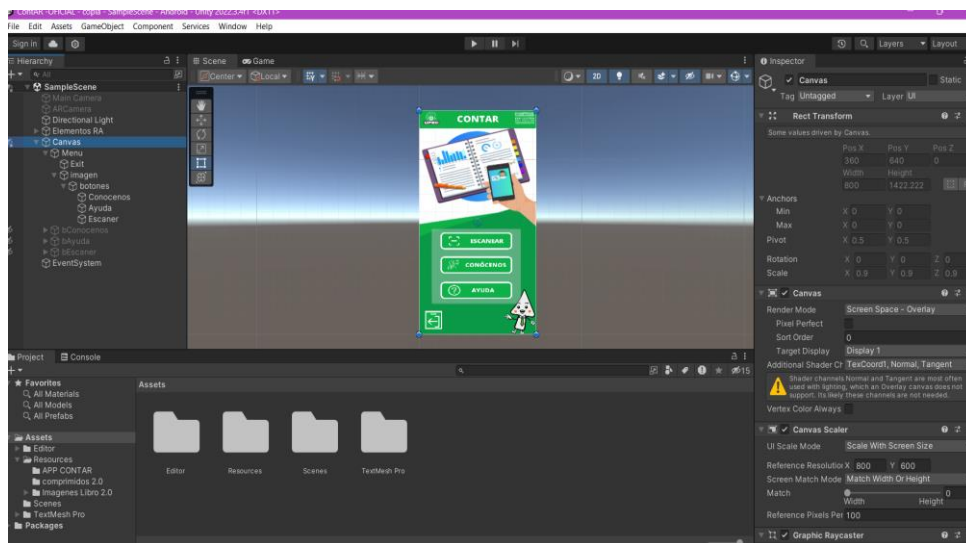 ContAR -OFICIAL - copia - SampleScene - Android - Unity 2022.3.4f1 <DX11>
File Edit Assets GameObject Component Services Window Help
Sign in
Layers
Layout
Hierarchy
All
SampleScene
Main Camera
ARCamera
Directional Light
Elementos RA
Canvas
Menu
Exit
imagen
botones
Conocenos
Ayuda
Escaner
bConocenos
bAyuda
bEscaner
EventSystem
Scene Game
Center Local
2D
CONTAR
ESCANEAR
CONÓCENOS
AYUDA
Project Console
15
Favorites
All Materials
All Models
All Prefabs
Assets
Editor
Resources
APP CONTAR
comprimidos 2.0
Imagenes Libro 2.0
Scenes
TextMesh Pro
Packages
Assets
Editor Resources Scenes TextMesh Pro
Inspector
Canvas Static
Tag Untagged Layer UI
Rect Transform
Some values driven by Canvas.
Pos X Pos Y Pos Z
360 640 0
Width Height
800 1422.222
Anchors
Min X 0 Y 0
Max X 0 Y 0
Pivot X 0.5 Y 0.5
Rotation X 0 Y 0 Z 0
Scale X 0.9 Y 0.9 Z 0.9
Canvas
Render Mode Screen Space - Overlay
Pixel Perfect
Sort Order 0
Target Display Display 1
Additional Shader Ch TexCoord1, Normal, Tangent
Shader channels Normal and Tangent are most often
used with lighting, which an Overlay canvas does not
support. Its likely these channels are not needed.
Vertex Color Always
Canvas Scaler
UI Scale Mode Scale With Screen Size
Reference Resolution X 800 Y 600
Screen Match Mode Match Width Or Height
Match 0
Width Height
Reference Pixels Per 100
Graphic Raycaster